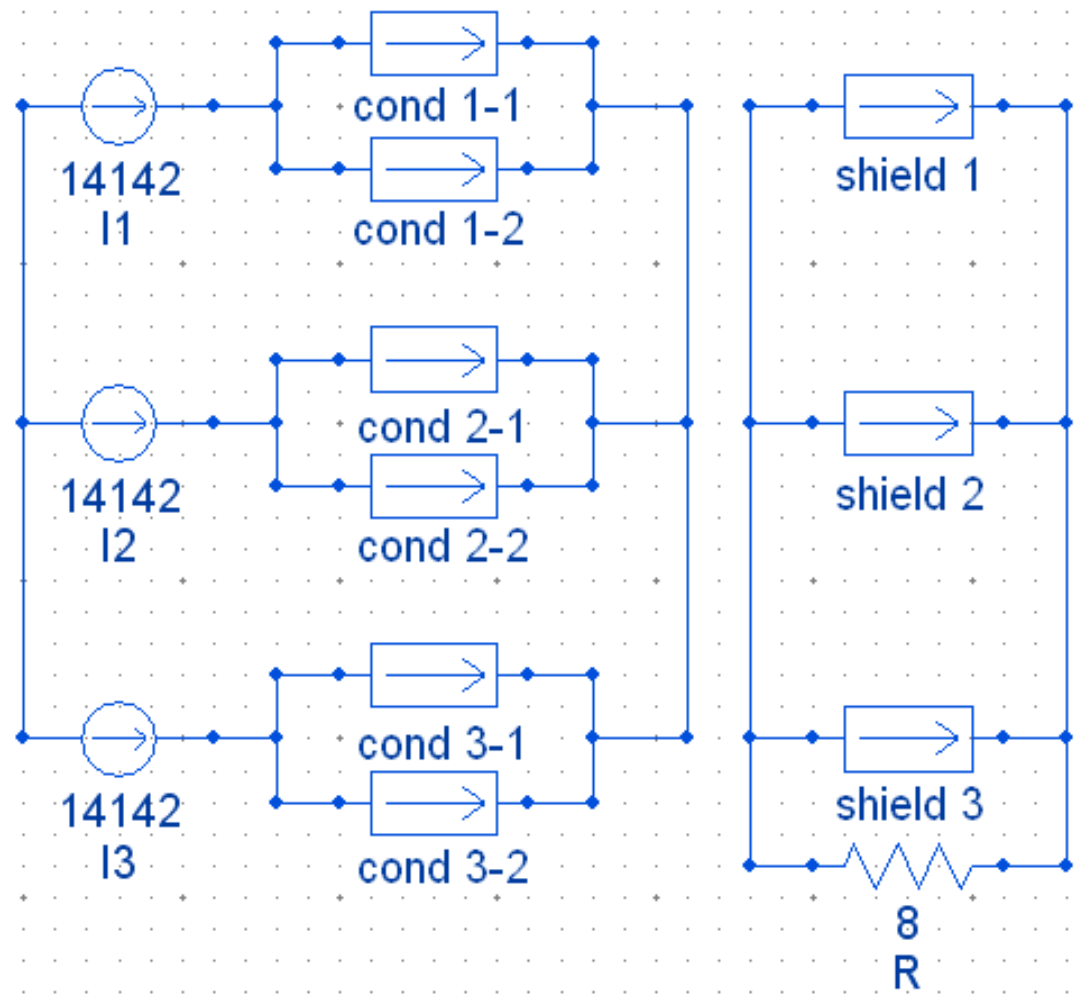 cond 1-1
14142
I1
cond 1-2
shield 1
cond 2-1
14142
I2
cond 2-2
shield 2
cond 3-1
14142
I3
cond 3-2
shield 3
8
R